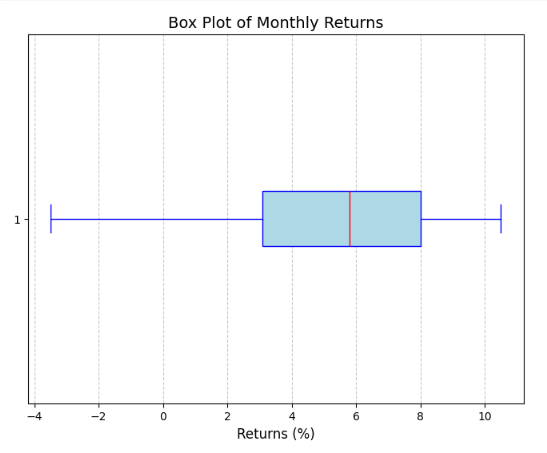 Box Plot of Monthly Returns
1
−4 −2 0 2 4 6 8 10
Returns (%)